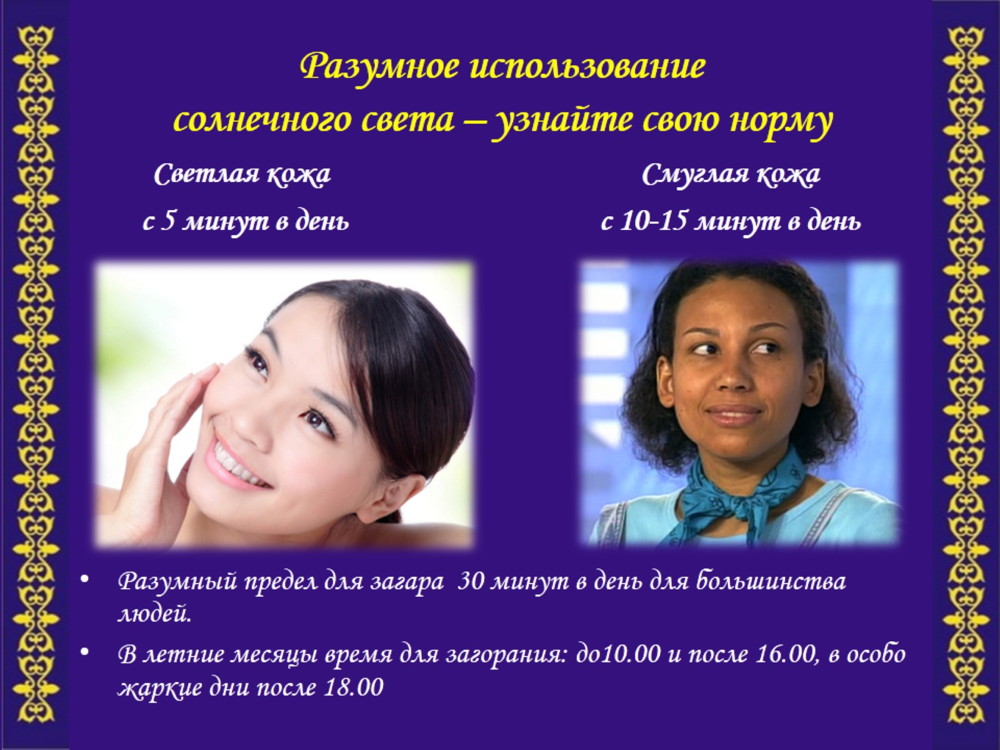 Разумное использование
солнечного света – узнайте свою норму
Светлая кожа
с 5 минут в день
Смуглая кожа
с 10-15 минут в день
• Разумный предел для загара 30 минут в день для большинства
людей.
• В летние месяцы время для загорания: до10.00 и после 16.00, в особо
жаркие дни после 18.00